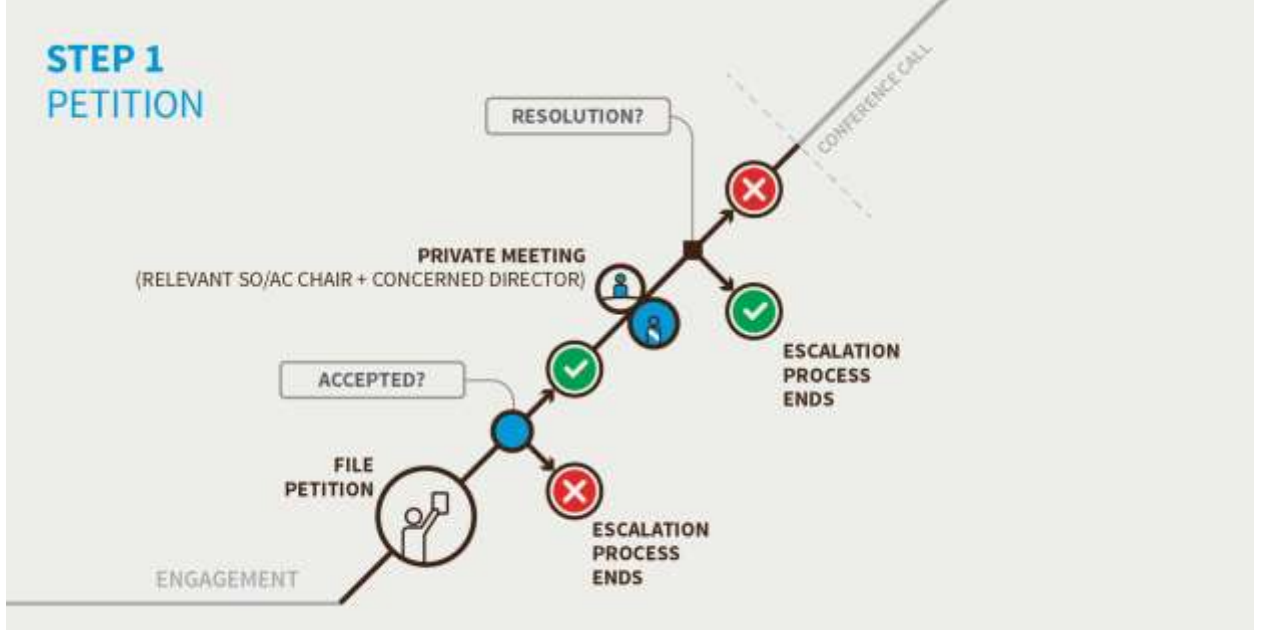 STEP 1
PETITION
RESOLUTION?
CONFERENCE CALL
PRIVATE MEETING
(RELEVANT SO/AC CHAIR + CONCERNED DIRECTOR)
ESCALATION
PROCESS
ENDS
ACCEPTED?
FILE
PETITION
ESCALATION
PROCESS
ENDS
ENGAGEMENT